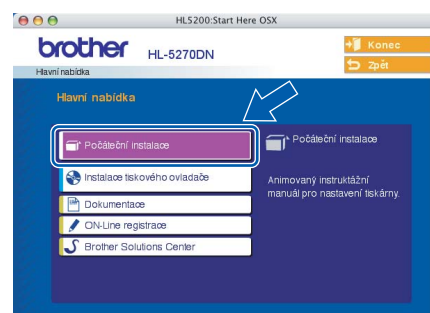 HL5200:Start Here OSX
brother HL-5270DN
Konec
Zpět
Hlavní nabídka
Hlavní nabídka
Počáteční instalace
Instalace tiskového ovladače
Dokumentace
ON-Line registrace
Brother Solutions Center
Počáteční instalace
Animovaný instruktážní
manuál pro nastavení tiskárny.